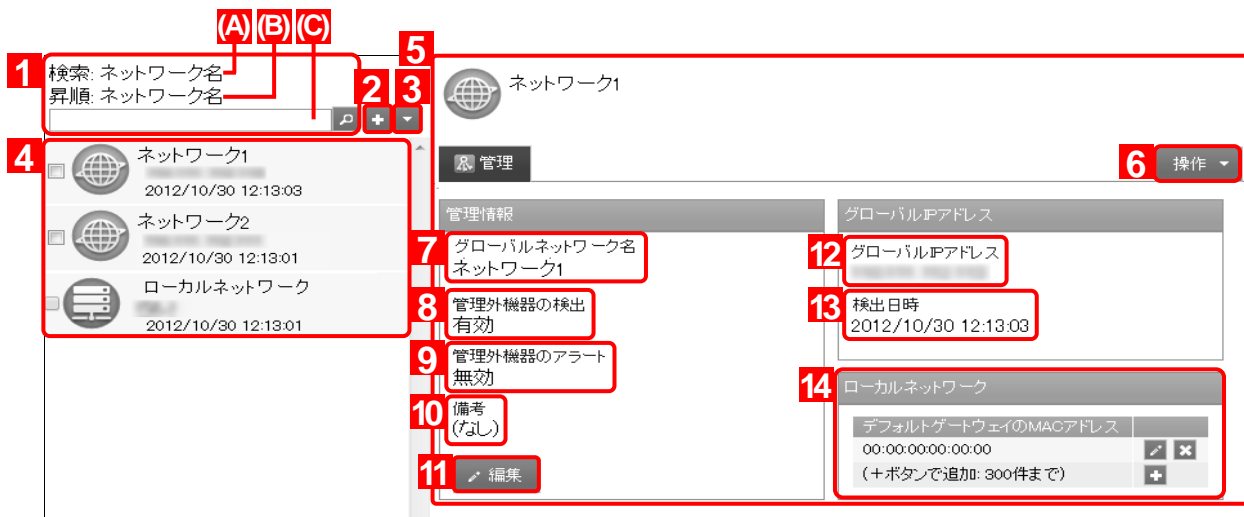 (A) (B) (C)
1
検索: ネットワーク名
昇順: ネットワーク名
2
3
4
ネットワーク1
2012/10/30 12:13:03
ネットワーク2
2012/10/30 12:13:01
ローカルネットワーク
2012/10/30 12:13:01
5
ネットワーク1
管理
6
操作
管理情報
7
グローバルネットワーク名
ネットワーク1
8
管理外機器の検出
有効
9
管理外機器のアラート
無効
10
備考
(なし)
11
編集
グローバルIPアドレス
12
グローバルIPアドレス
13
検出日時
2012/10/30 12:13:03
14
ローカルネットワーク
デフォルトゲートウェイのMACアドレス
00:00:00:00:00:00
(+ボタンで追加: 300件まで)